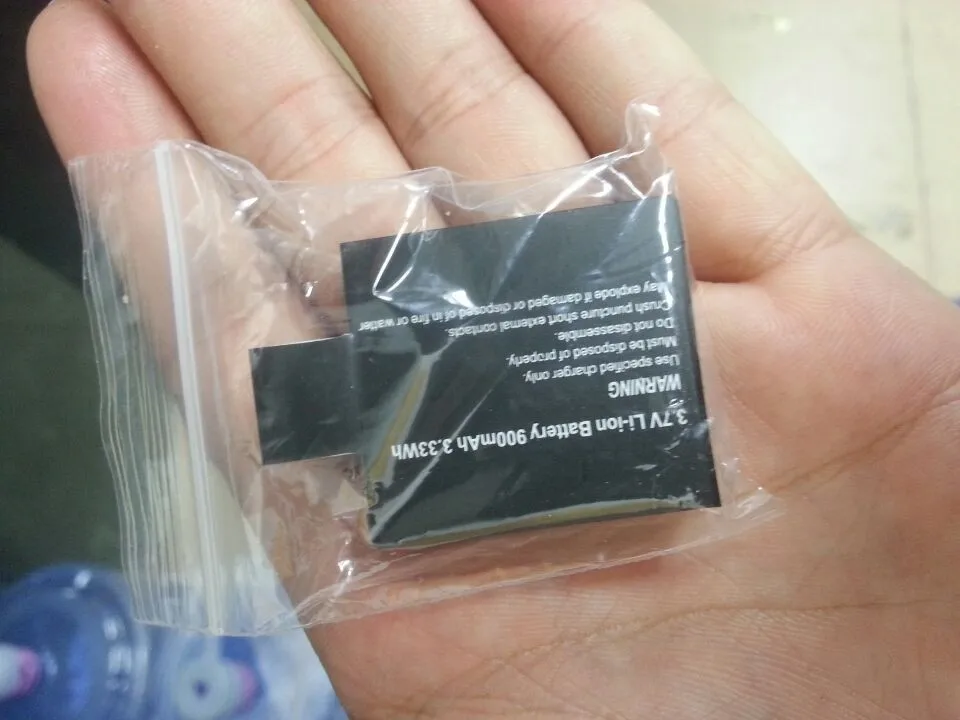 3.7V Li-ion Battery 900mAh 3.33Wh
WARNING
Use specified charger only.
Must be disposed of properly.
Do not disassemble.
Crush puncture short external contacts.
May explode if damaged or disposed of in fire or watter